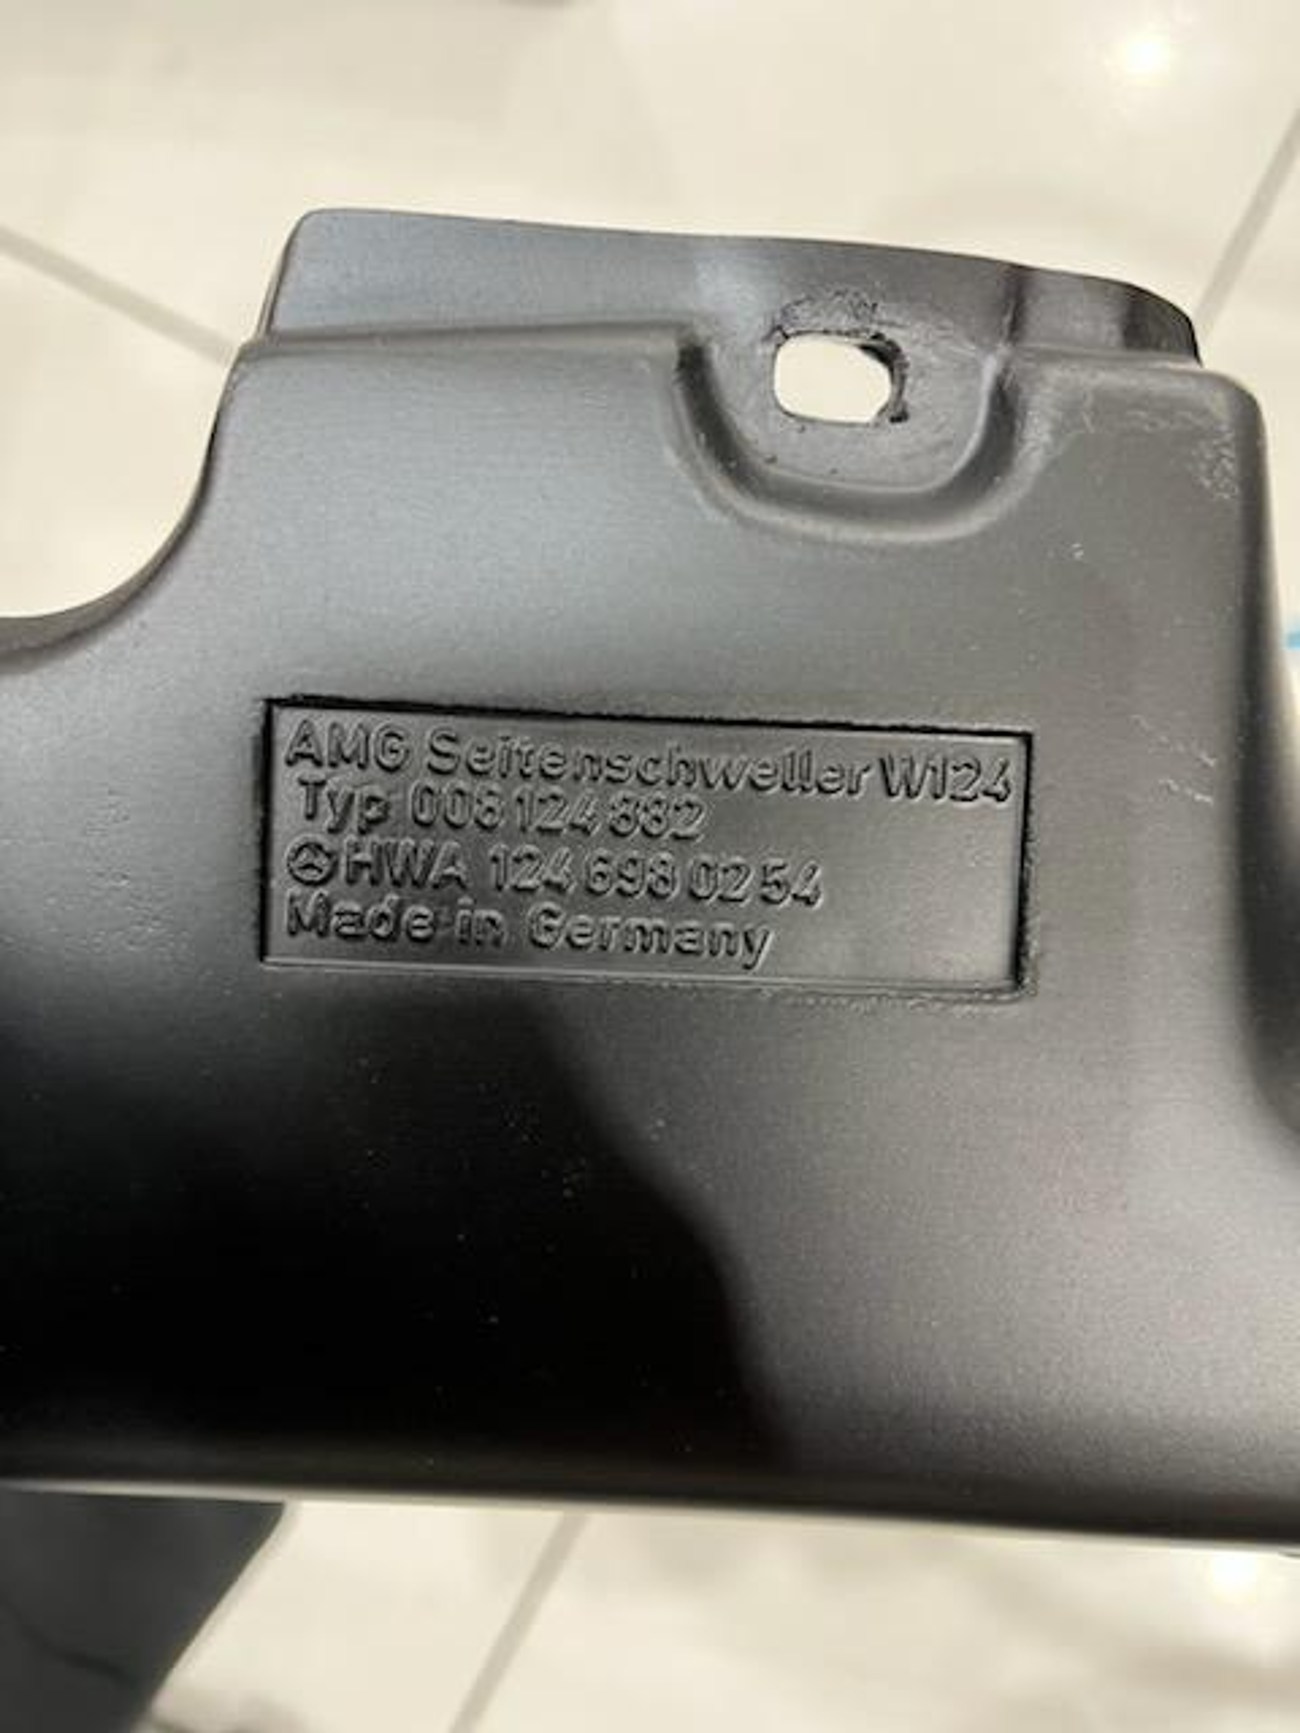 AMG Seitenschweller W124
Typ 008 124 882
HWA 124 698 02 54
Made in Germany